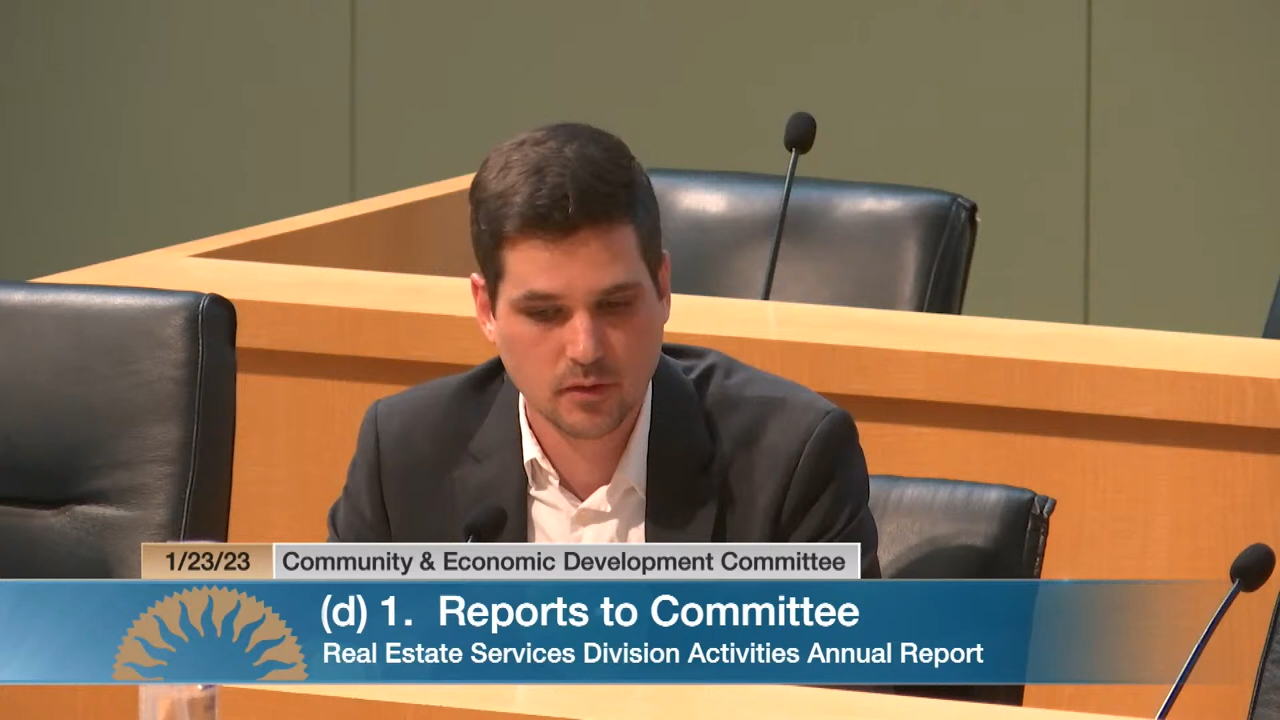 1/23/23 Community & Economic Development Committee
(d) 1. Reports to Committee
Real Estate Services Division Activities Annual Report